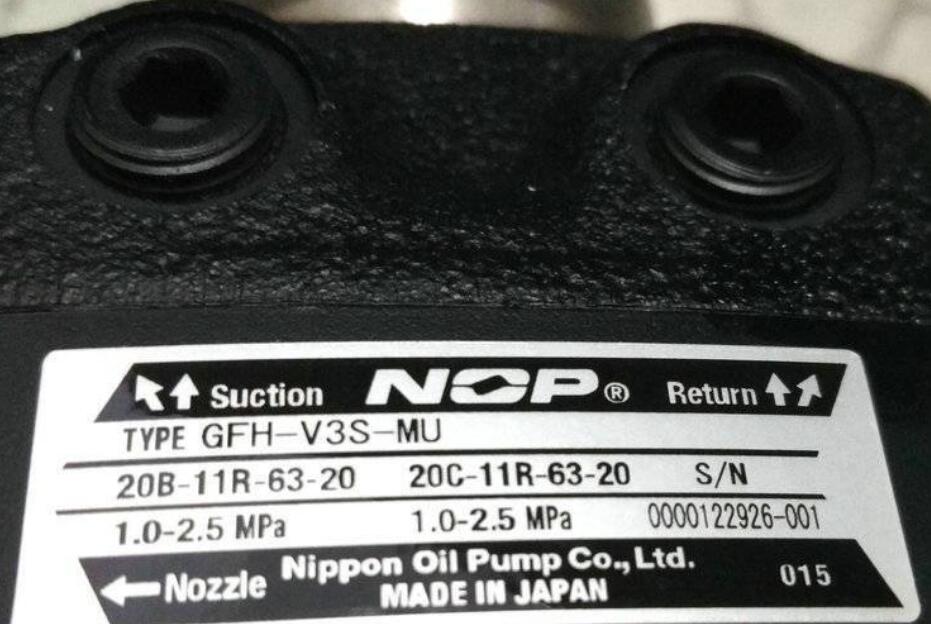 Suction NOP® Return
TYPE GFH-V3S-MU
20B-11R-63-20 20C-11R-63-20 S/N
1.0-2.5 MPa 1.0-2.5 MPa 0000122926-001
Nozzle Nippon Oil Pump Co., Ltd. 015
MADE IN JAPAN